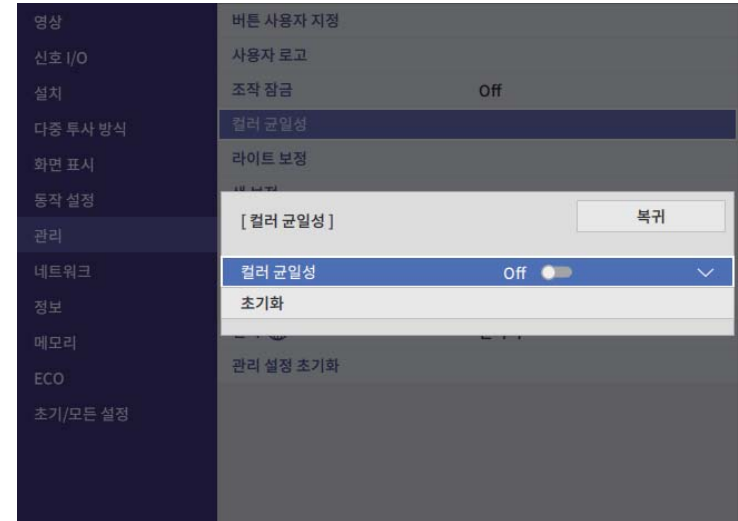 영상
신호 I/O
설치
다중 투사 방식
화면 표시
동작 설정
관리
네트워크
정보
메모리
ECO
초기/모든 설정
버튼 사용자 지정
사용자 로고
조작 잠금 Off
컬러 균일성
라이트 보정
[ 컬러 균일성 ] 복귀
컬러 균일성 Off
초기화
관리 설정 초기화